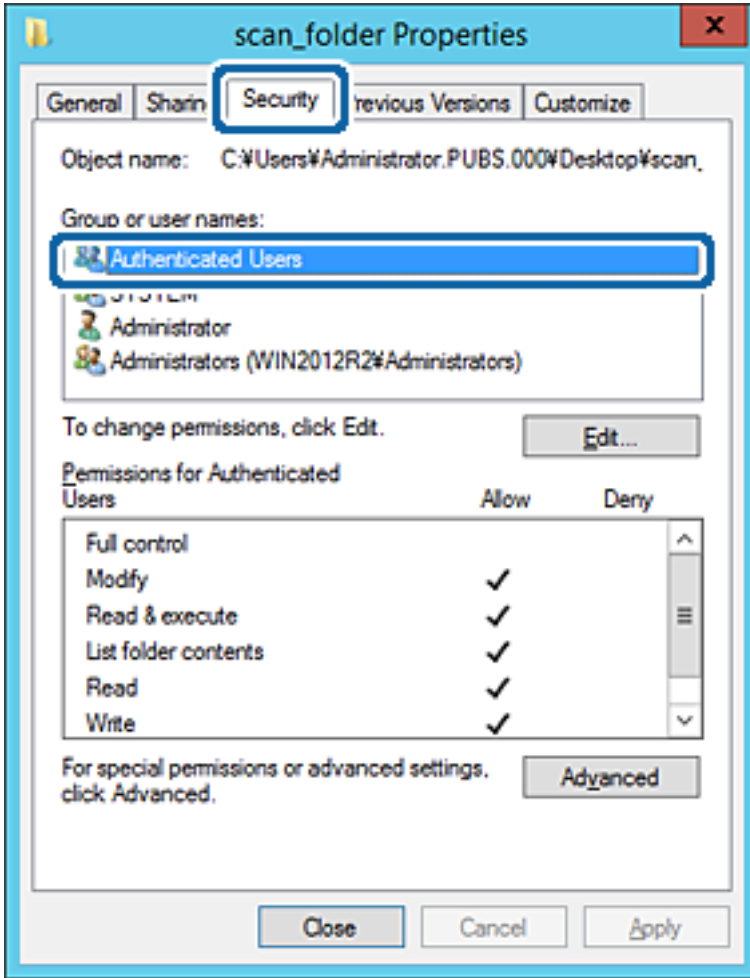 scan_folder Properties
x
General Sharin Security revious Versions Customize
Object name: C:¥Users¥Administrator.PUBS.000¥Desktop¥scan_
Group or user names:
Authenticated Users
SYSTEM
Administrator
Administrators (WIN2012R2¥Administrators)
To change permissions, click Edit.
Edit...
Permissions for Authenticated
Users Allow Deny
Full control
Modify
Read & execute
List folder contents
Read
Write
For special permissions or advanced settings,
click Advanced.
Advanced
Close Cancel Apply